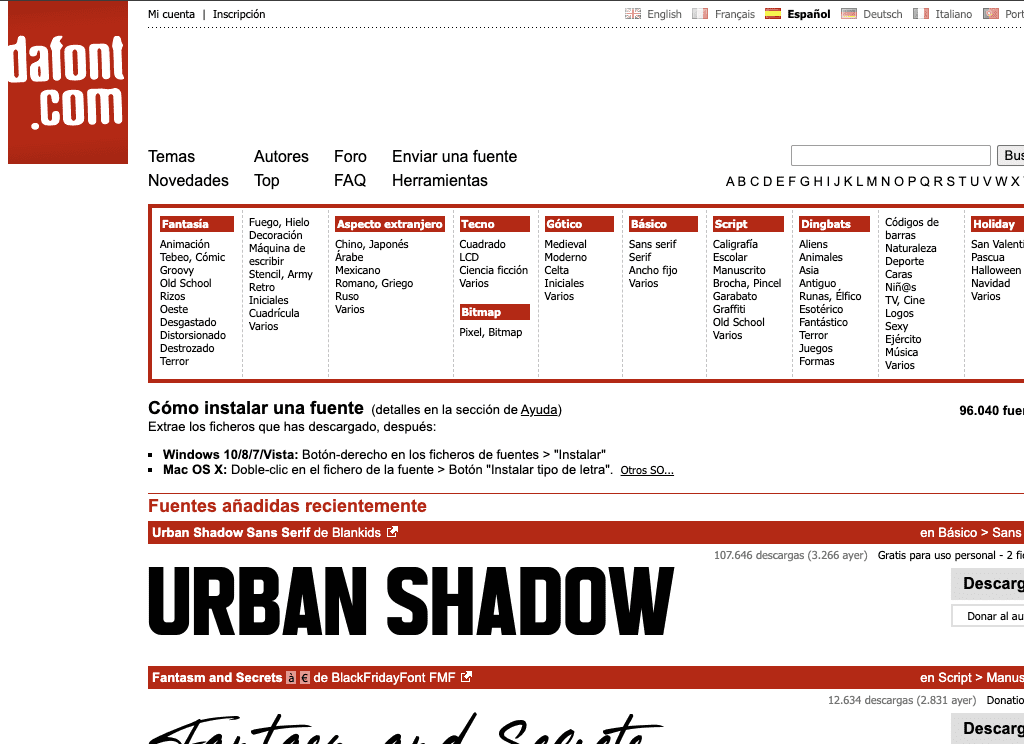 dafont
.com
Mi cuenta | Inscripción
English Français Español Deutsch Italiano
Temas Autores Foro Enviar una fuente
Novedades Top FAQ Herramientas
A B C D E F G H I J K L M N O P Q R S T U V W X
Fantasía
Animación
Tebeo, Cómic
Groovy
Old School
Rizos
Oeste
Desgastado
Distorsionado
Destrozado
Terror
Fuego, Hielo
Decoración
Máquina de
escribir
Stencil, Army
Retro
Iniciales
Cuadrícula
Varios
Aspecto extranjero
Chino, Japonés
Árabe
Mexicano
Romano, Griego
Ruso
Varios
Tecno
Cuadrado
LCD
Ciencia ficción
Varios
Bitmap
Pixel, Bitmap
Gótico
Medieval
Moderno
Celta
Iniciales
Varios
Básico
Sans serif
Serif
Ancho fijo
Varios
Script
Caligrafía
Escolar
Manuscrito
Brocha, Pincel
Garabato
Graffiti
Old School
Varios
Dingbats
Aliens
Animales
Asia
Antiguo
Runas, Élfico
Esotérico
Fantástico
Terror
Juegos
Formas
Códigos de
barras
Naturaleza
Deporte
Caras
Niñ@s
TV, Cine
Logos
Sexy
Ejército
Música
Varios
Holiday
San Valenti
Pascua
Halloween
Navidad
Varios
Cómo instalar una fuente (detalles en la sección de Ayuda)
96.040 fuer
Extrae los ficheros que has descargado, después:
Windows 10/8/7/Vista: Botón-derecho en los ficheros de fuentes > "Instalar"
Mac OS X: Doble-clic en el fichero de la fuente > Botón "Instalar tipo de letra". Otros SO...
Fuentes añadidas recientemente
Urban Shadow Sans Serif de Blankids en Básico > Sans
107.646 descargas (3.266 ayer) Gratis para uso personal - 2 fi
URBAN SHADOW
Descarg
Donar al au
Fantasm and Secrets à € de BlackFridayFont FMF en Script > Manus
12.634 descargas (2.831 ayer) Donatio
Fantasm and Secrets
Descarg